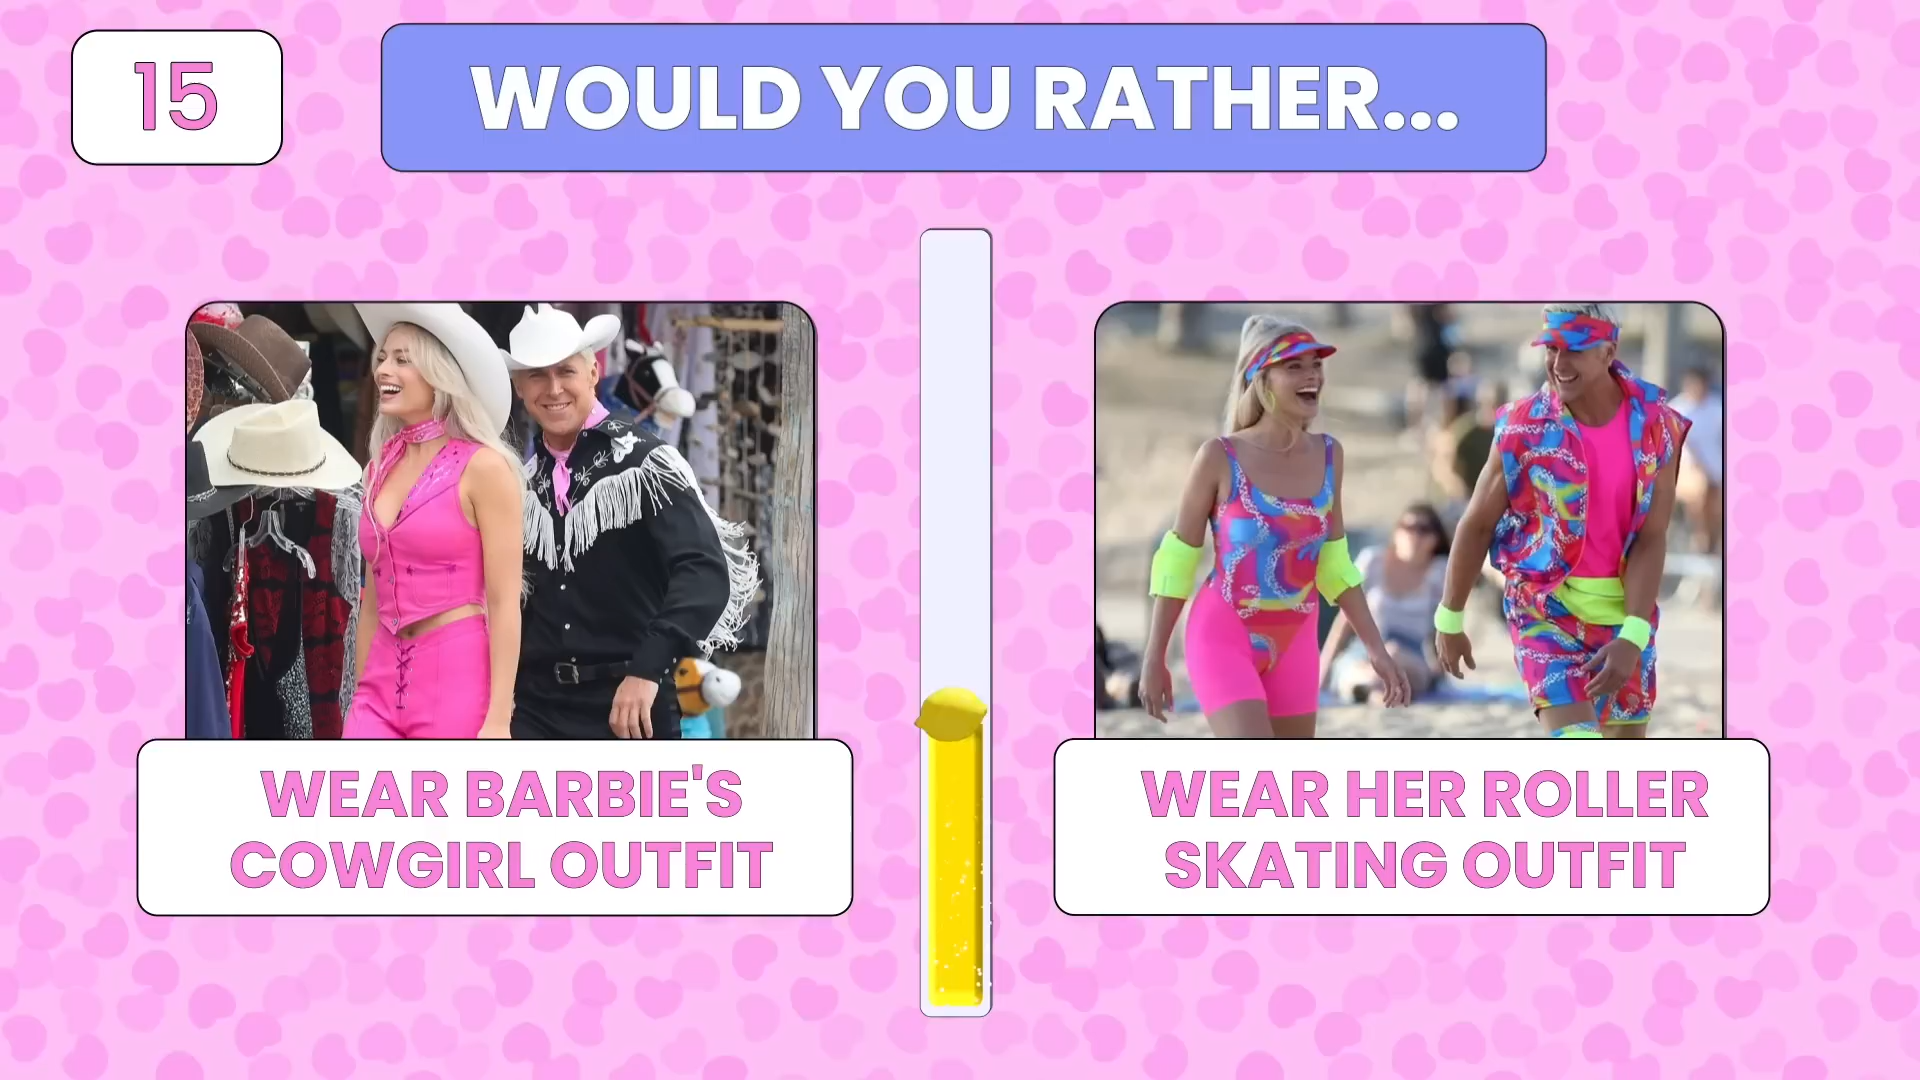 15
WOULD YOU RATHER...
WEAR BARBIE'S
COWGIRL OUTFIT
WEAR HER ROLLER
SKATING OUTFIT